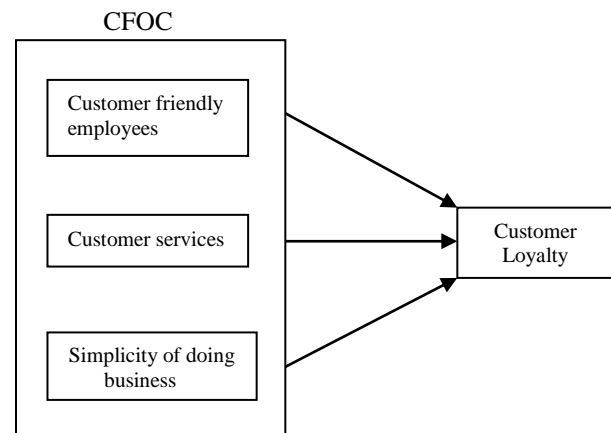 CFOC
Customer friendly
employees
Customer services
Simplicity of doing
business
Customer
Loyalty